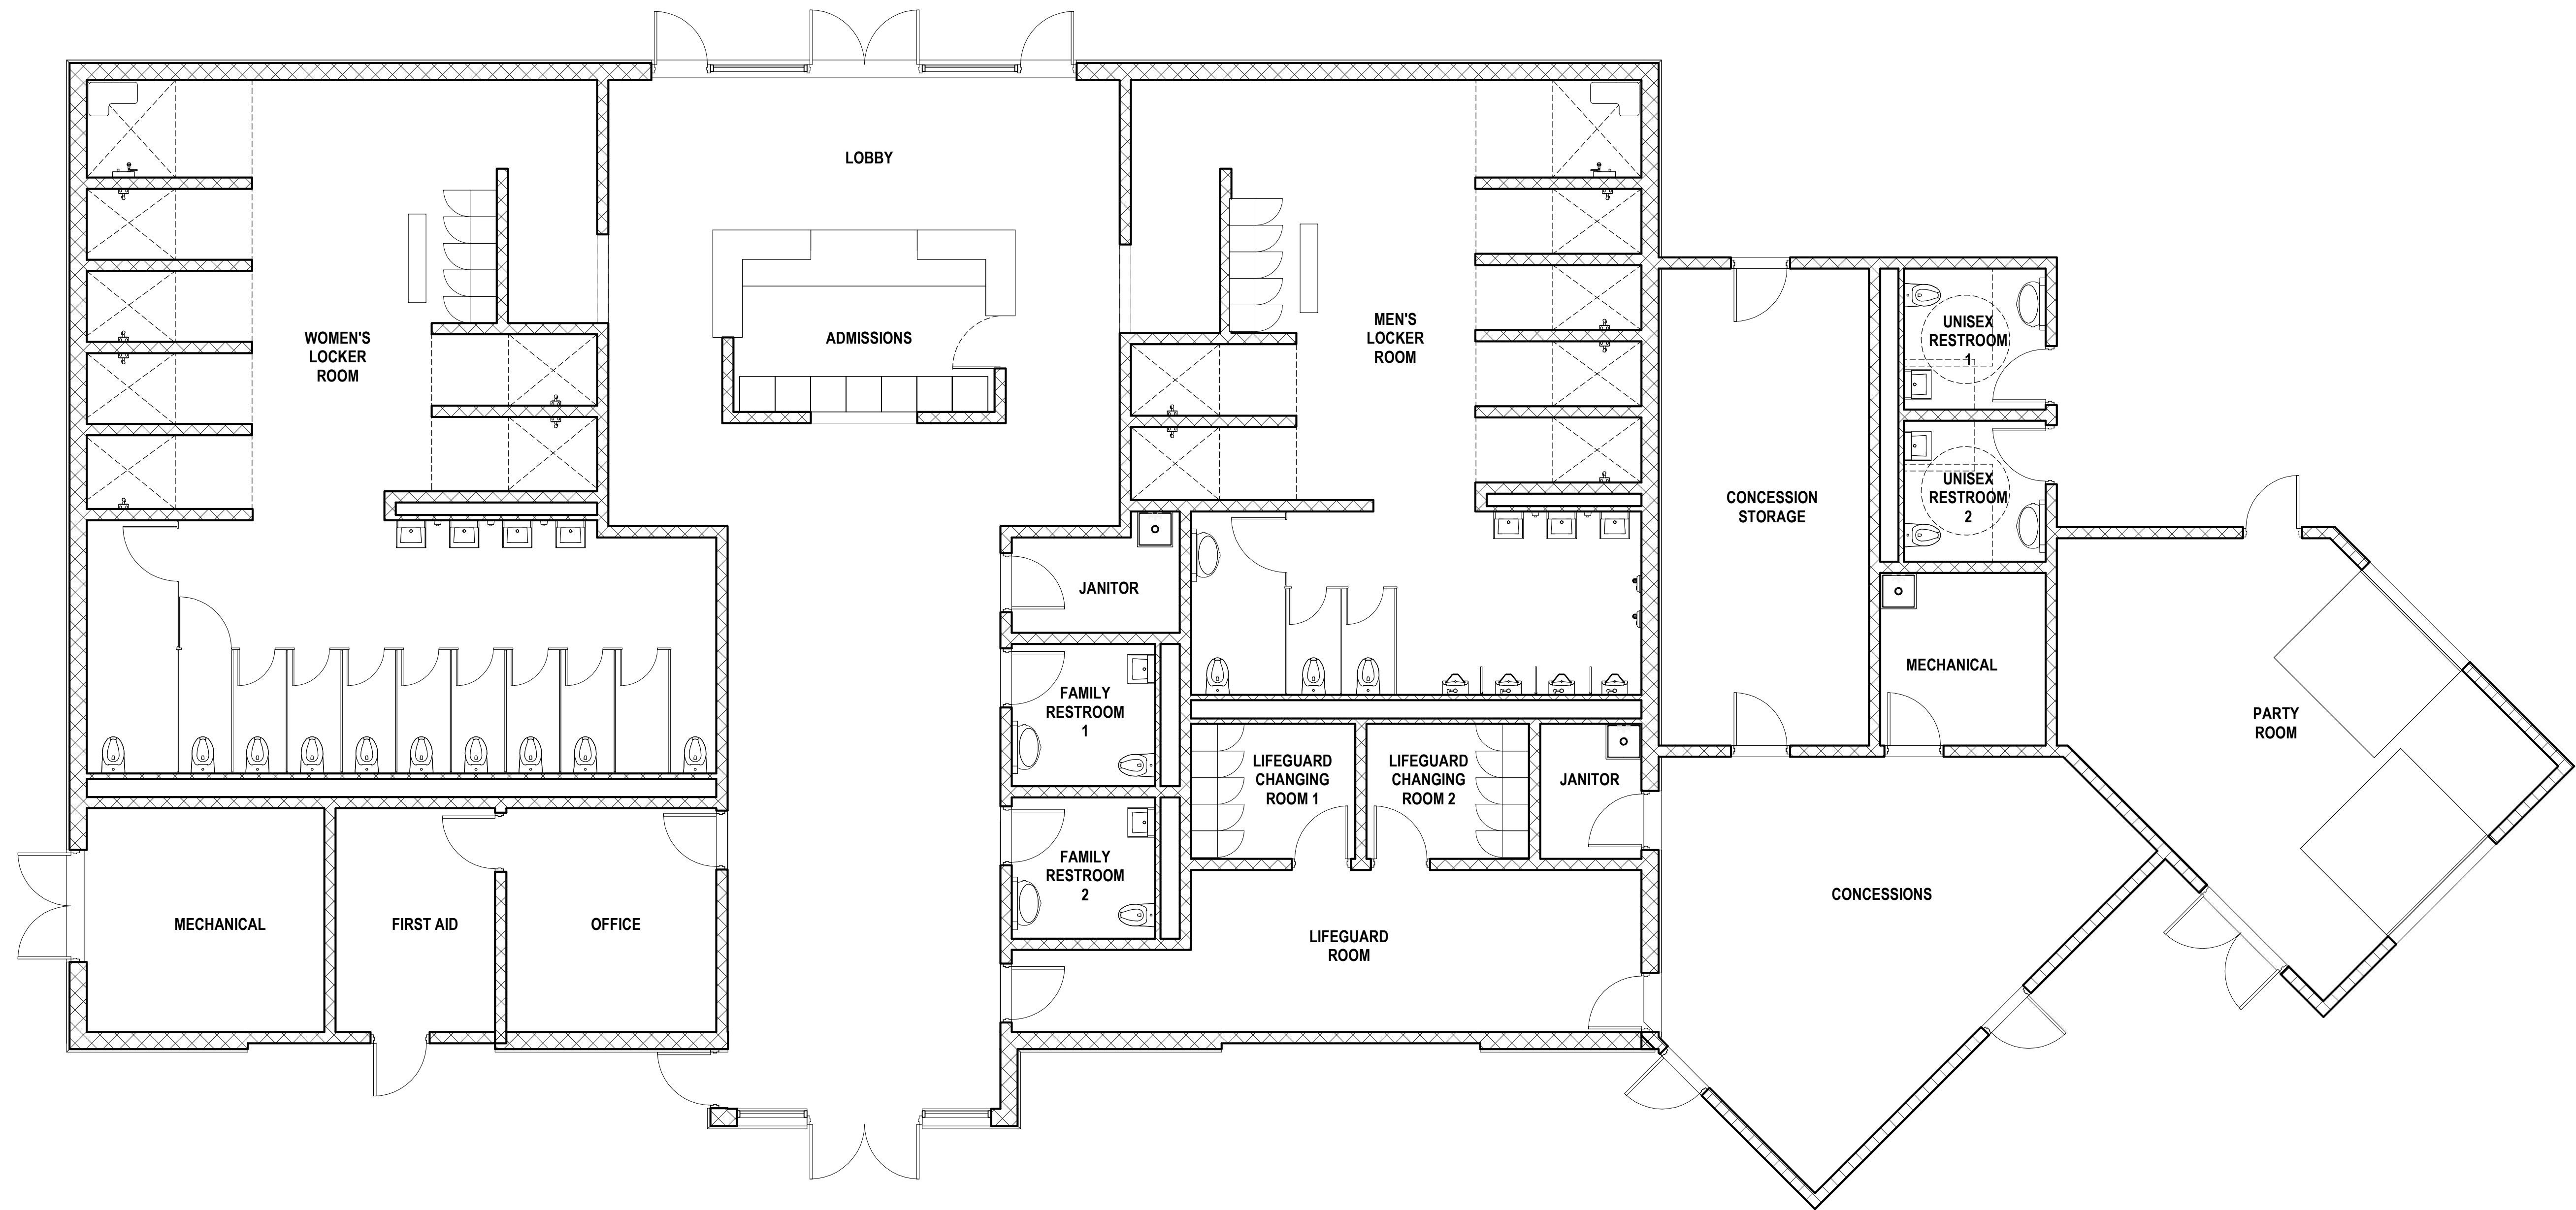 LOBBY
ADMISSIONS
WOMEN'S
LOCKER
ROOM
MEN'S
LOCKER
ROOM
UNISEX
RESTROOM
1
UNISEX
RESTROOM
2
CONCESSION
STORAGE
JANITOR
MECHANICAL
FAMILY
RESTROOM
1
PARTY
ROOM
LIFEGUARD
CHANGING
ROOM 1
LIFEGUARD
CHANGING
ROOM 2
JANITOR
FAMILY
RESTROOM
2
CONCESSIONS
MECHANICAL
FIRST AID
OFFICE
LIFEGUARD
ROOM